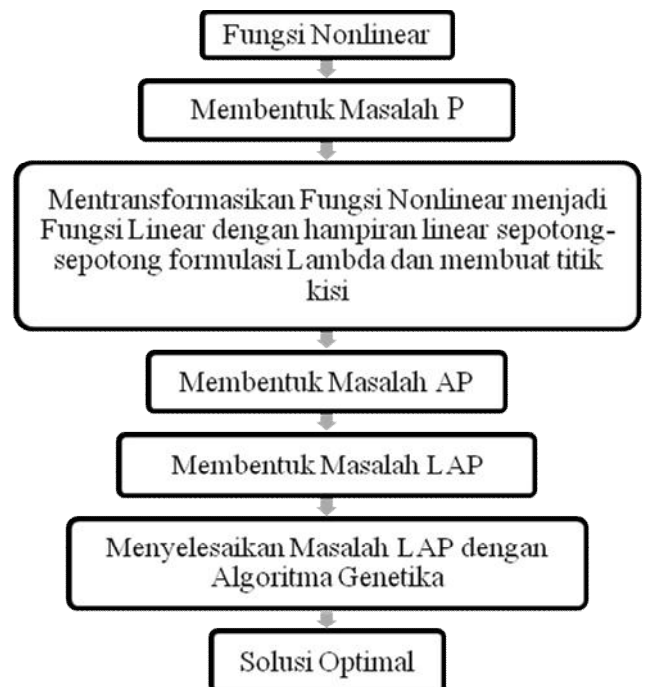 Fungsi Nonlinear
Membentuk Masalah P
Mentransformasikan Fungsi Nonlinear menjadi
Fungsi Linear dengan hampiran linear sepotong-
sepotong formulasi Lambda dan membuat titik
kisi
Membentuk Masalah AP
Membentuk Masalah LAP
Menyelesaikan Masalah LAP dengan
Algoritma Genetika
Solusi Optimal